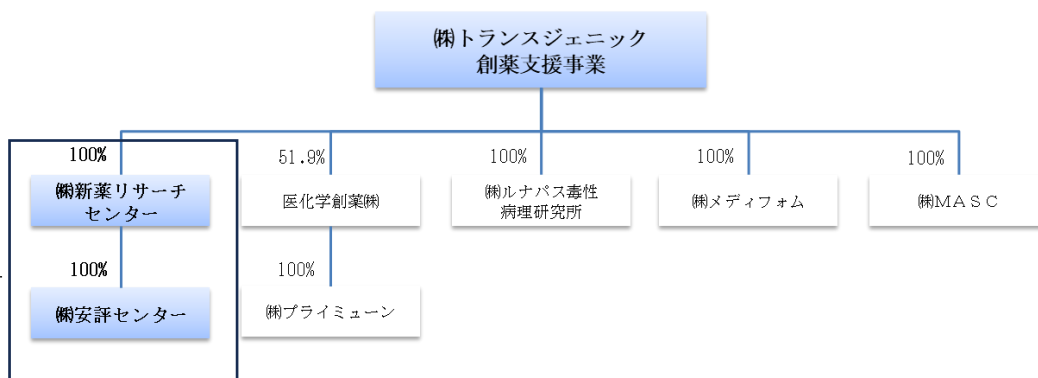 ㈱トランスジェニック
創薬支援事業
100%
51.9%
100%
100%
100%
㈱新薬リサーチ
センター
医化学創薬㈱
㈱ルナパス毒性
病理研究所
㈱メディフォム
㈱ＭＡＳＣ
100%
100%
㈱安評センター
㈱プライミューン